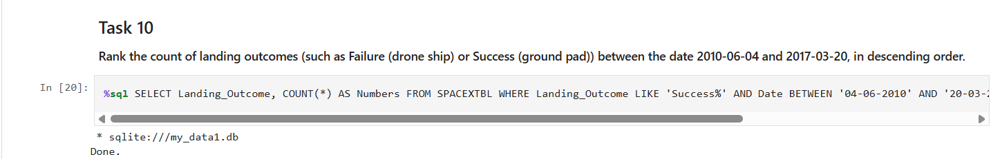 Task 10
Rank the count of landing outcomes (such as Failure (drone ship) or Success (ground pad)) between the date 2010-06-04 and 2017-03-20, in descending order.
In [20]: %sql SELECT Landing_Outcome, COUNT(*) AS Numbers FROM SPACEXTBL WHERE Landing_Outcome LIKE 'Success%' AND Date BETWEEN '04-06-2010' AND '20-03-
* sqlite:///my_data1.db
Done.